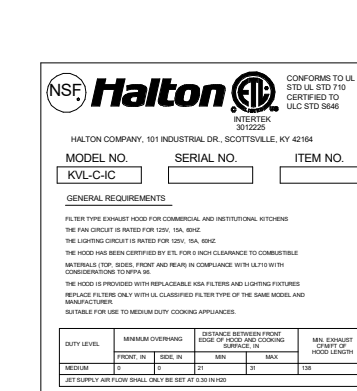 NSF
Halton
ETL
CONFORMS TO UL
STD UL STD 710
CERTIFIED TO
ULC STD S646
INTERTEK
3012225
HALTON COMPANY, 101 INDUSTRIAL DR., SCOTTSVILLE, KY 42164
MODEL NO. SERIAL NO. ITEM NO.
KVL-C-IC
GENERAL REQUIREMENTS
FILTER TYPE EXHAUST HOOD FOR COMMERCIAL AND INSTITUTIONAL KITCHENS
THE FAN CIRCUIT IS RATED FOR 125V, 15A, 60HZ.
THE LIGHTING CIRCUIT IS RATED FOR 125V, 15A, 60HZ.
THE HOOD HAS BEEN CERTIFIED BY ETL FOR 0 INCH CLEARANCE TO COMBUSTIBLE
MATERIALS (TOP, SIDES, FRONT AND REAR) IN COMPLIANCE WITH UL710 WITH
CONSIDERATIONS TO NFPA 96.
THE HOOD IS PROVIDED WITH REPLACEABLE KSA FILTERS AND LIGHTING FIXTURES
REPLACE FILTERS ONLY WITH UL CLASSIFIED FILTER TYPE OF THE SAME MODEL AND
MANUFACTURER.
SUITABLE FOR USE TO MEDIUM DUTY COOKING APPLIANCES.
DUTY LEVEL
MINIMUM OVERHANG
FRONT, IN SIDE, IN
DISTANCE BETWEEN FRONT
EDGE OF HOOD AND COOKING
SURFACE, IN
MIN MAX
MIN. EXHAUST
CFM/FT OF
HOOD LENGTH
MEDIUM 0 0 21 31 138
JET SUPPLY AIR FLOW SHALL ONLY BE SET AT 0.30 IN H20